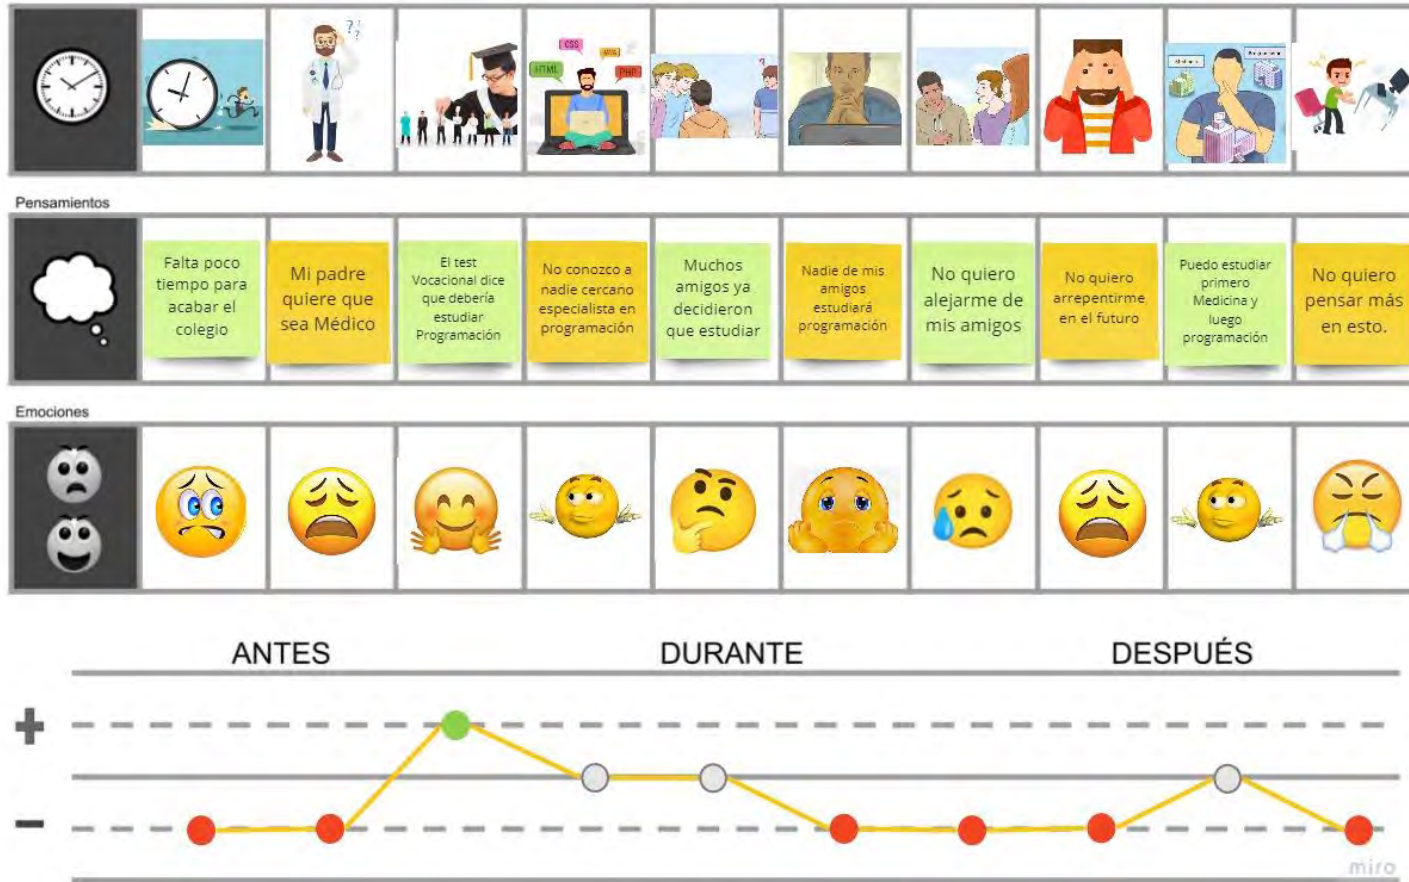 ??
CSS
JAVA
HTML
PHP
Medicina
Programación
Pensamientos
Falta poco
tiempo para
acabar el
colegio
Mi padre
quiere que
sea Médico
El test
Vocacional dice
que debería
estudiar
Programación
No conozco a
nadie cercano
especialista en
programación
Muchos
amigos ya
decidieron
que estudiar
Nadie de mis
amigos
estudiará
programación
No quiero
alejarme de
mis amigos
No quiero
arrepentirme
en el futuro
Puedo estudiar
primero
Medicina y
luego
programación
No quiero
pensar más
en esto.
Emociones
ANTES
DURANTE
DESPUÉS
+
-
miro